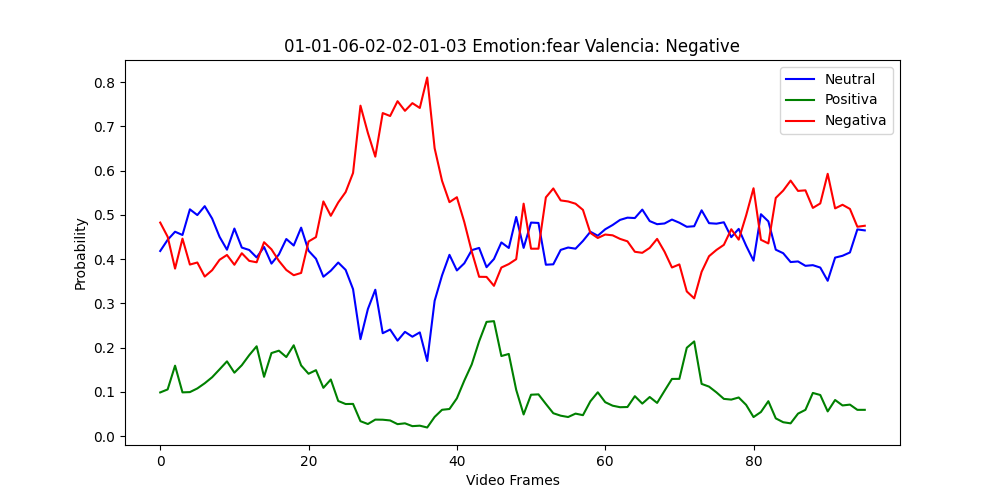 01-01-06-02-02-01-03 Emotion:fear Valencia: Negative
Neutral
Positiva
Negativa
Probability
0.8
0.7
0.6
0.5
0.4
0.3
0.2
0.1
0.0
0 20 40 60 80
Video Frames